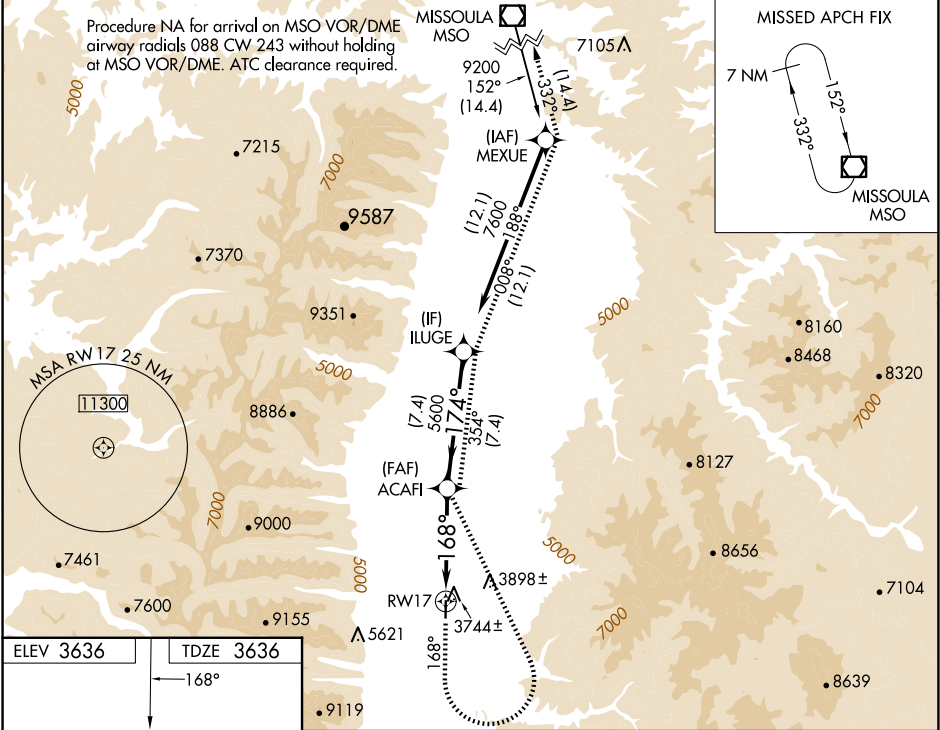 Procedure NA for arrival on MSO VOR/DME
airway radials 088 CW 243 without holding
at MSO VOR/DME. ATC clearance required.
MISSOULA
MSO
7105
9200
152°
(14.4)
332°
(14.4)
MISSED APCH FIX
7 NM
152°
332°
MISSOULA
MSO
5000
7215
7000
9587
7370
9351
5000
(IAF)
MEXUE
(12.1)
7600
188°
008°
(12.1)
5000
8160
8468
8320
7000
(IF)
ILUGE
MSA RW17 25 NM
11300
8886
(7.4)
5600
174°
354°
(7.4)
8127
(FAF)
ACAFI
7000
9000
168°
5000
8656
7461
5000
7600
9155
RW17
3898±
3744±
5621
7104
7000
168°
8639
9119
ELEV 3636
TDZE 3636
168°